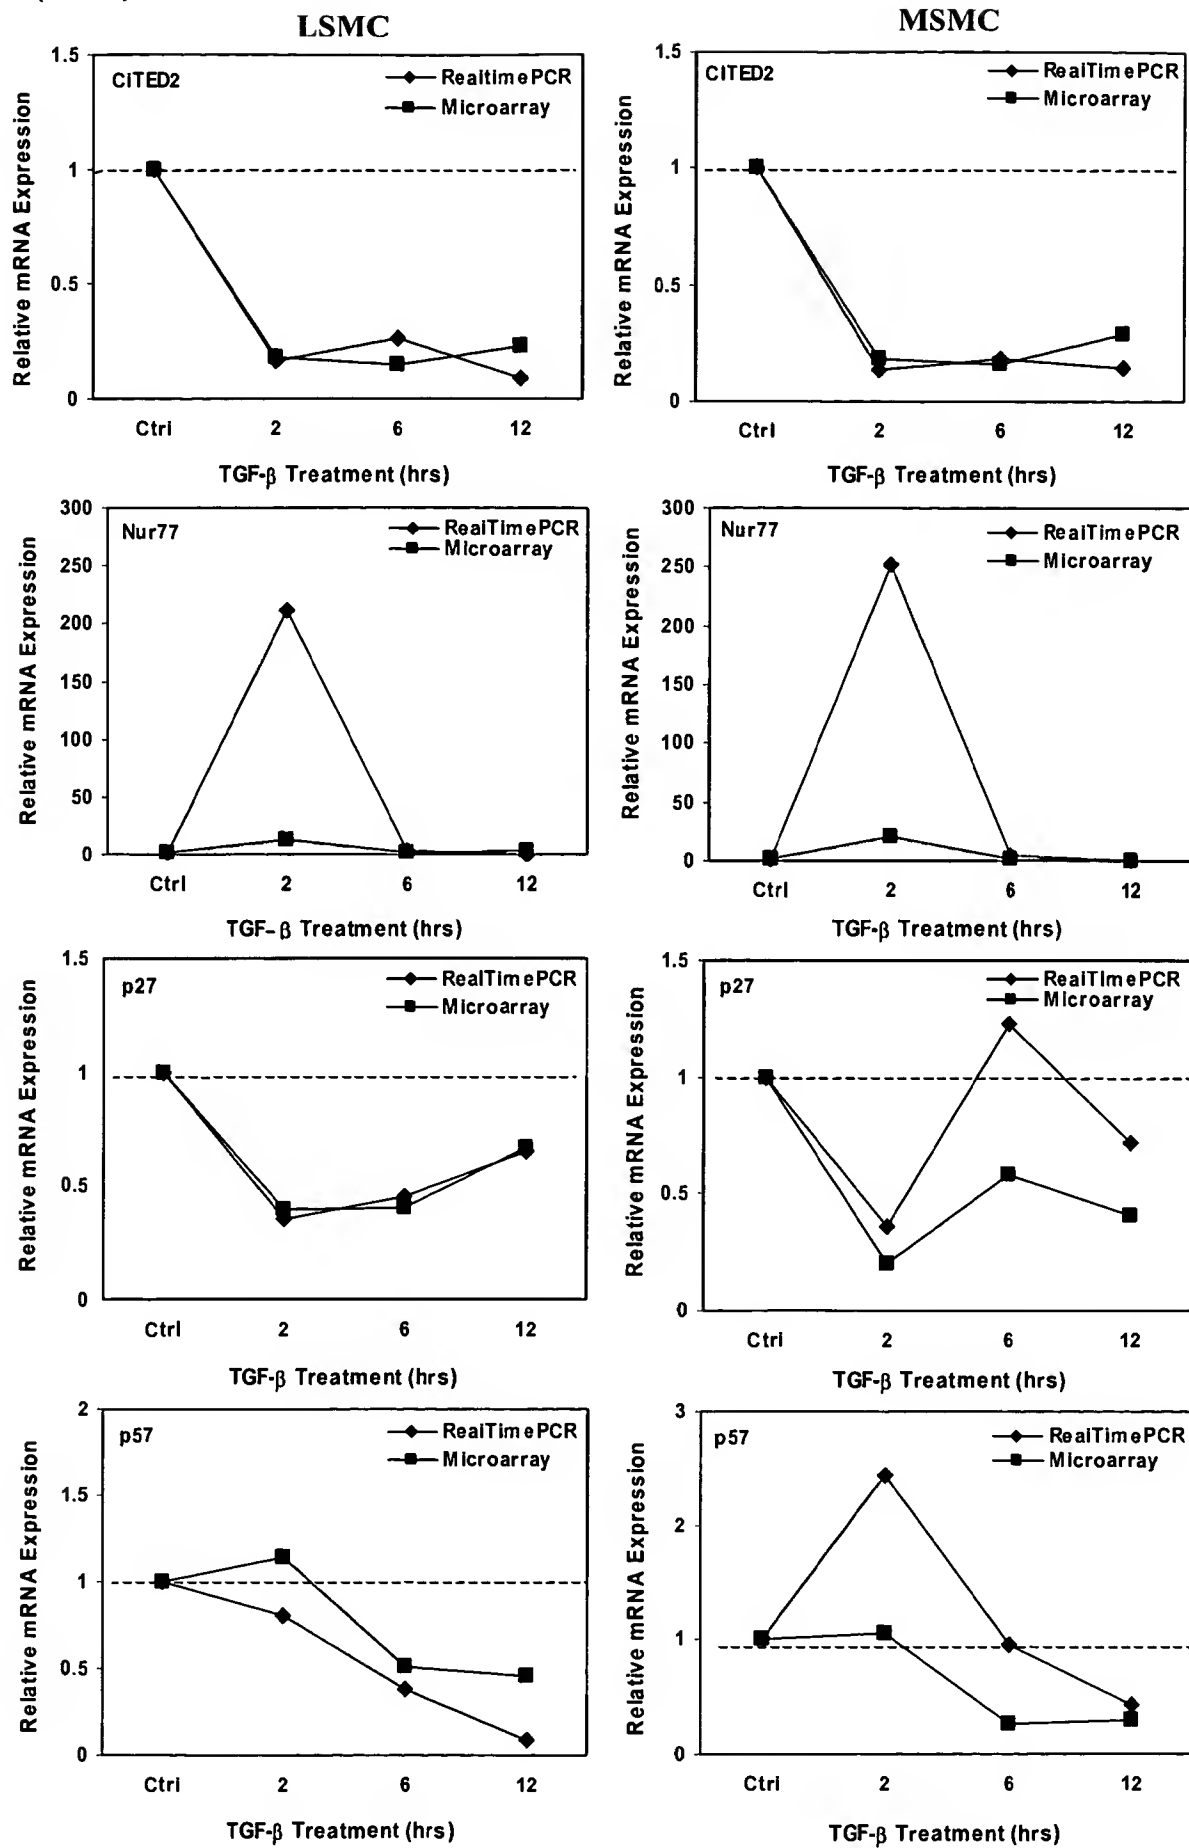 LSMC
MSMC
CiTED2
RealtimePCR
Microarray
1.5
1
0.5
0
Relative mRNA Expression
Ctrl 2 6 12
TGF-β Treatment (hrs)
CITED2
RealTimePCR
Microarray
1.5
1
0.5
0
Relative mRNA Expression
Ctrl 2 6 12
TGF-β Treatment (hrs)
Nur77
RealTimePCR
Microarray
300
250
200
150
100
50
0
Relative mRNA Expression
Ctrl 2 6 12
TGF-β Treatment (hrs)
Nur77
RealTimePCR
Microarray
300
250
200
150
100
50
0
Relative mRNA Expression
Ctrl 2 6 12
TGF-β Treatment (hrs)
p27
RealTimePCR
Microarray
1.5
1
0.5
0
Relative mRNA Expression
Ctrl 2 6 12
TGF-β Treatment (hrs)
p27
RealTimePCR
Microarray
1.5
1
0.5
0
Relative mRNA Expression
Ctrl 2 6 12
TGF-β Treatment (hrs)
p57
RealTimePCR
Microarray
2
1.5
1
0.5
0
Relative mRNA Expression
Ctrl 2 6 12
TGF-β Treatment (hrs)
p57
RealTimePCR
Microarray
3
2
1
0
Relative mRNA Expression
Ctrl 2 6 12
TGF-β Treatment (hrs)